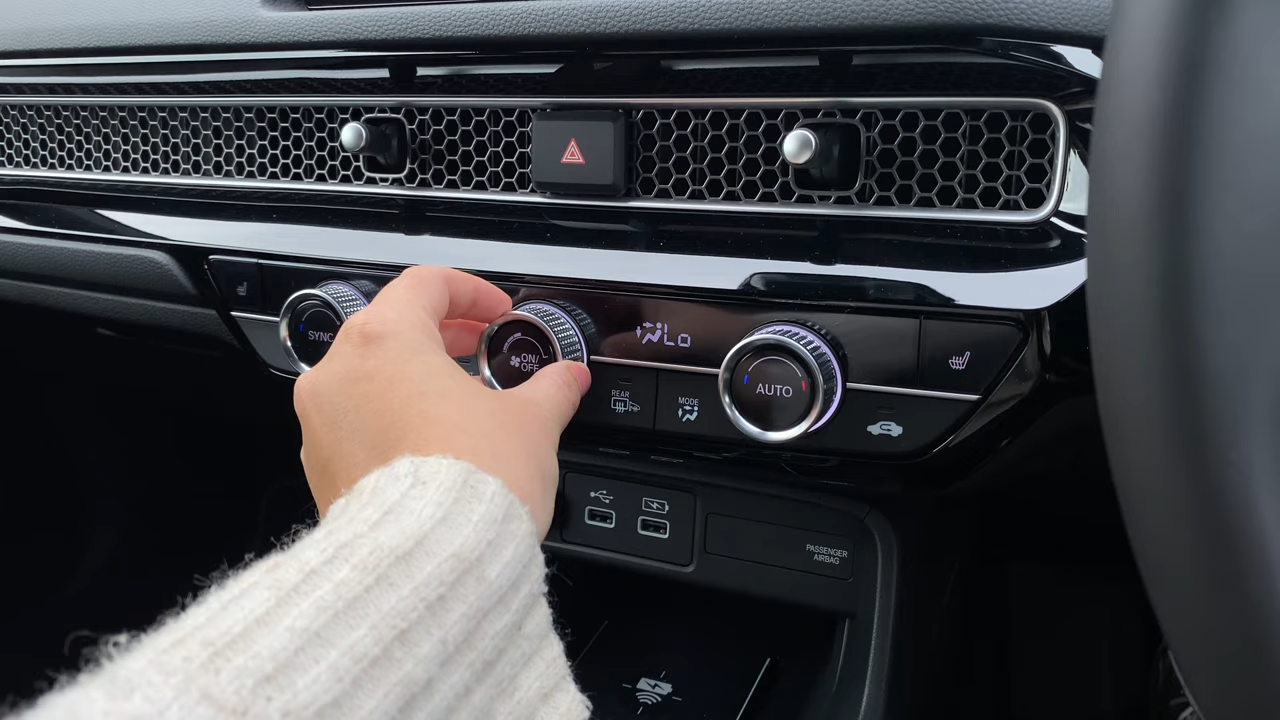 SYNC
ON/
OFF
Lo
REAR
MODE
AUTO
PASSENGER
AIRBAG